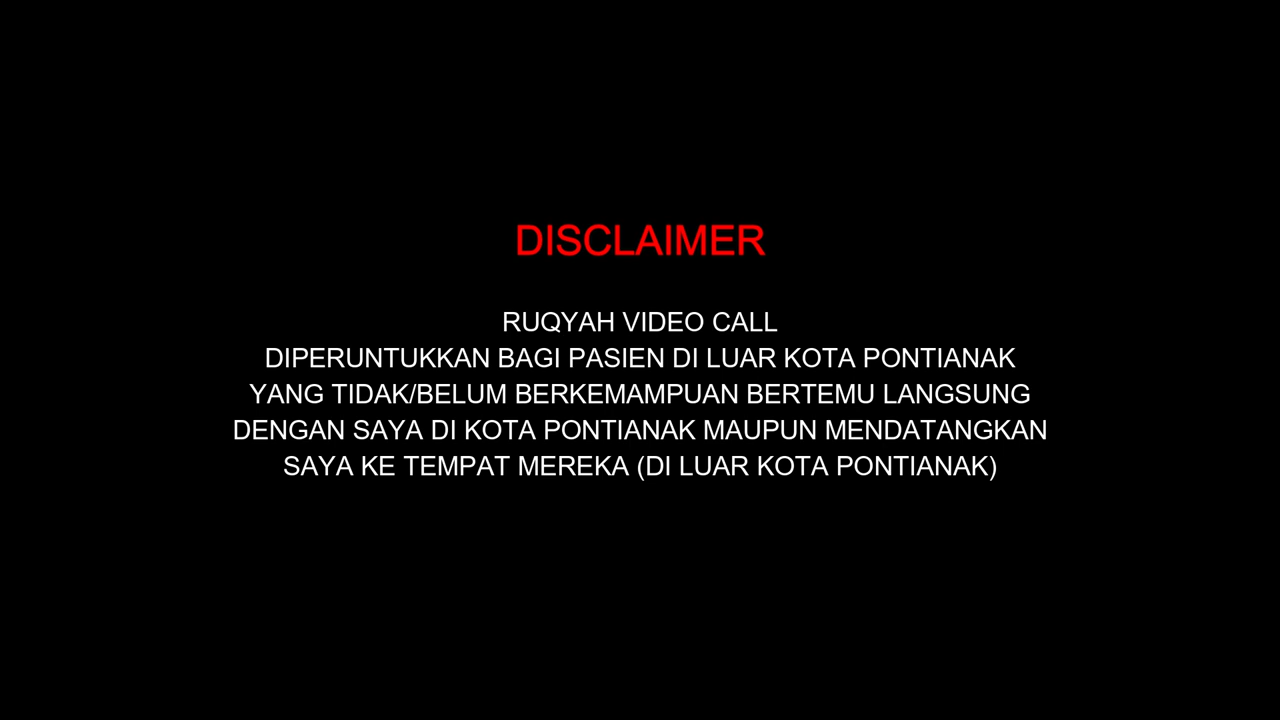 DISCLAIMER
RUQYAH VIDEO CALL
DIPERUNTUKKAN BAGI PASIEN DI LUAR KOTA PONTIANAK
YANG TIDAK/BELUM BERKEMAMPUAN BERTEMU LANGSUNG
DENGAN SAYA DI KOTA PONTIANAK MAUPUN MENDATANGKAN
SAYA KE TEMPAT MEREKA (DI LUAR KOTA PONTIANAK)